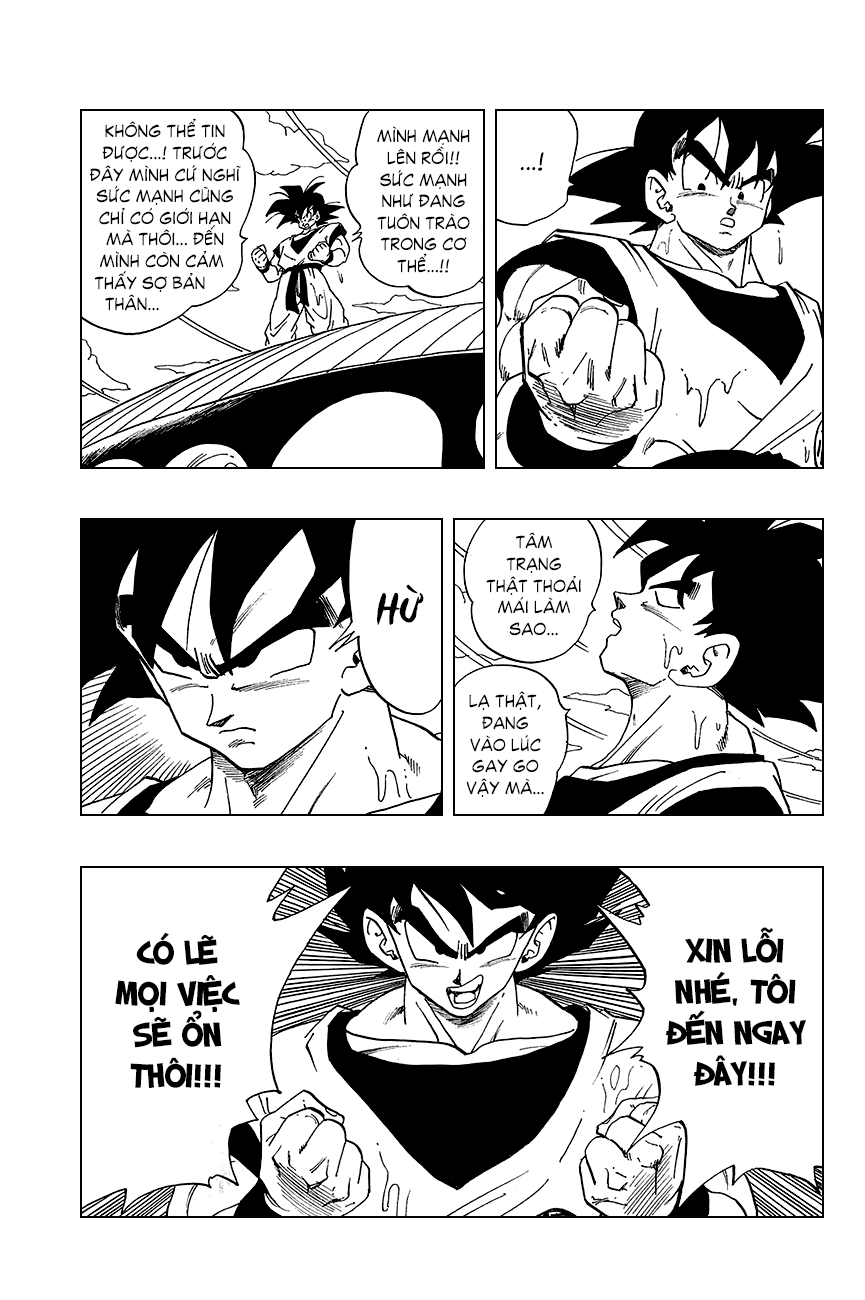 ...!
MÌNH MẠNH
LÊN RỒI!!
SỨC MẠNH
NHƯ ĐANG
TUÔN TRÀO
TRONG CƠ
THỂ...!!
KHÔNG THỂ TIN
ĐƯỢC...! TRƯỚC
ĐÂY MÌNH CỨ NGHĨ
SỨC MẠNH CŨNG
CHỈ CÓ GIỚI HẠN
MÀ THÔI... ĐẾN
MÌNH CÒN CẢM
THẤY SỢ BẢN
THÂN...
TÂM
TRẠNG
THẬT THOẢI
MÁI LÀM
SAO...
LẠ THẬT,
ĐANG
VÀO LÚC
GAY GO
VẬY MÀ...
HỪ
XIN LỖI
NHÉ, TÔI
ĐẾN NGAY
ĐÂY!!!
CÓ LẼ
MỌI VIỆC
SẼ ỔN
THÔI!!!